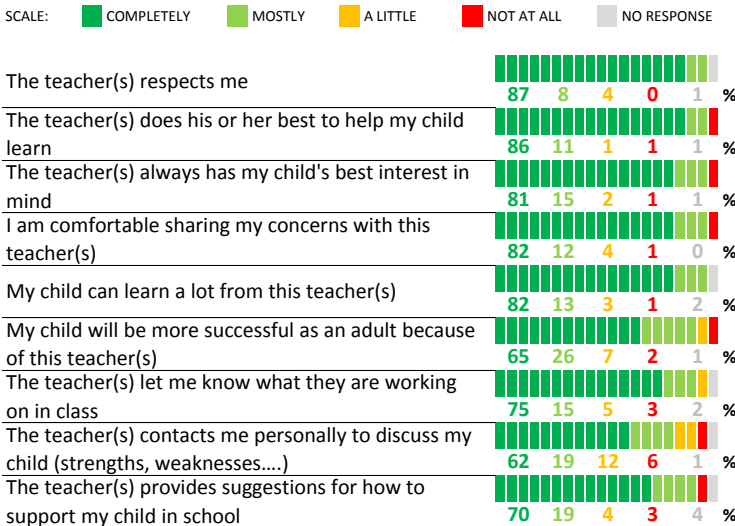 SCALE: COMPLETELY MOSTLY A LITTLE NOT AT ALL NO RESPONSE
The teacher(s) respects me
87 8 4 0 1 %
The teacher(s) does his or her best to help my child
learn
86 11 1 1 1 %
The teacher(s) always has my child's best interest in
mind
81 15 2 1 1 %
I am comfortable sharing my concerns with this
teacher(s)
82 12 4 1 0 %
My child can learn a lot from this teacher(s)
82 13 3 1 2 %
My child will be more successful as an adult because
of this teacher(s)
65 26 7 2 1 %
The teacher(s) let me know what they are working
on in class
75 15 5 3 2 %
The teacher(s) contacts me personally to discuss my
child (strengths, weaknesses....)
62 19 12 6 1 %
The teacher(s) provides suggestions for how to
support my child in school
70 19 4 3 4 %